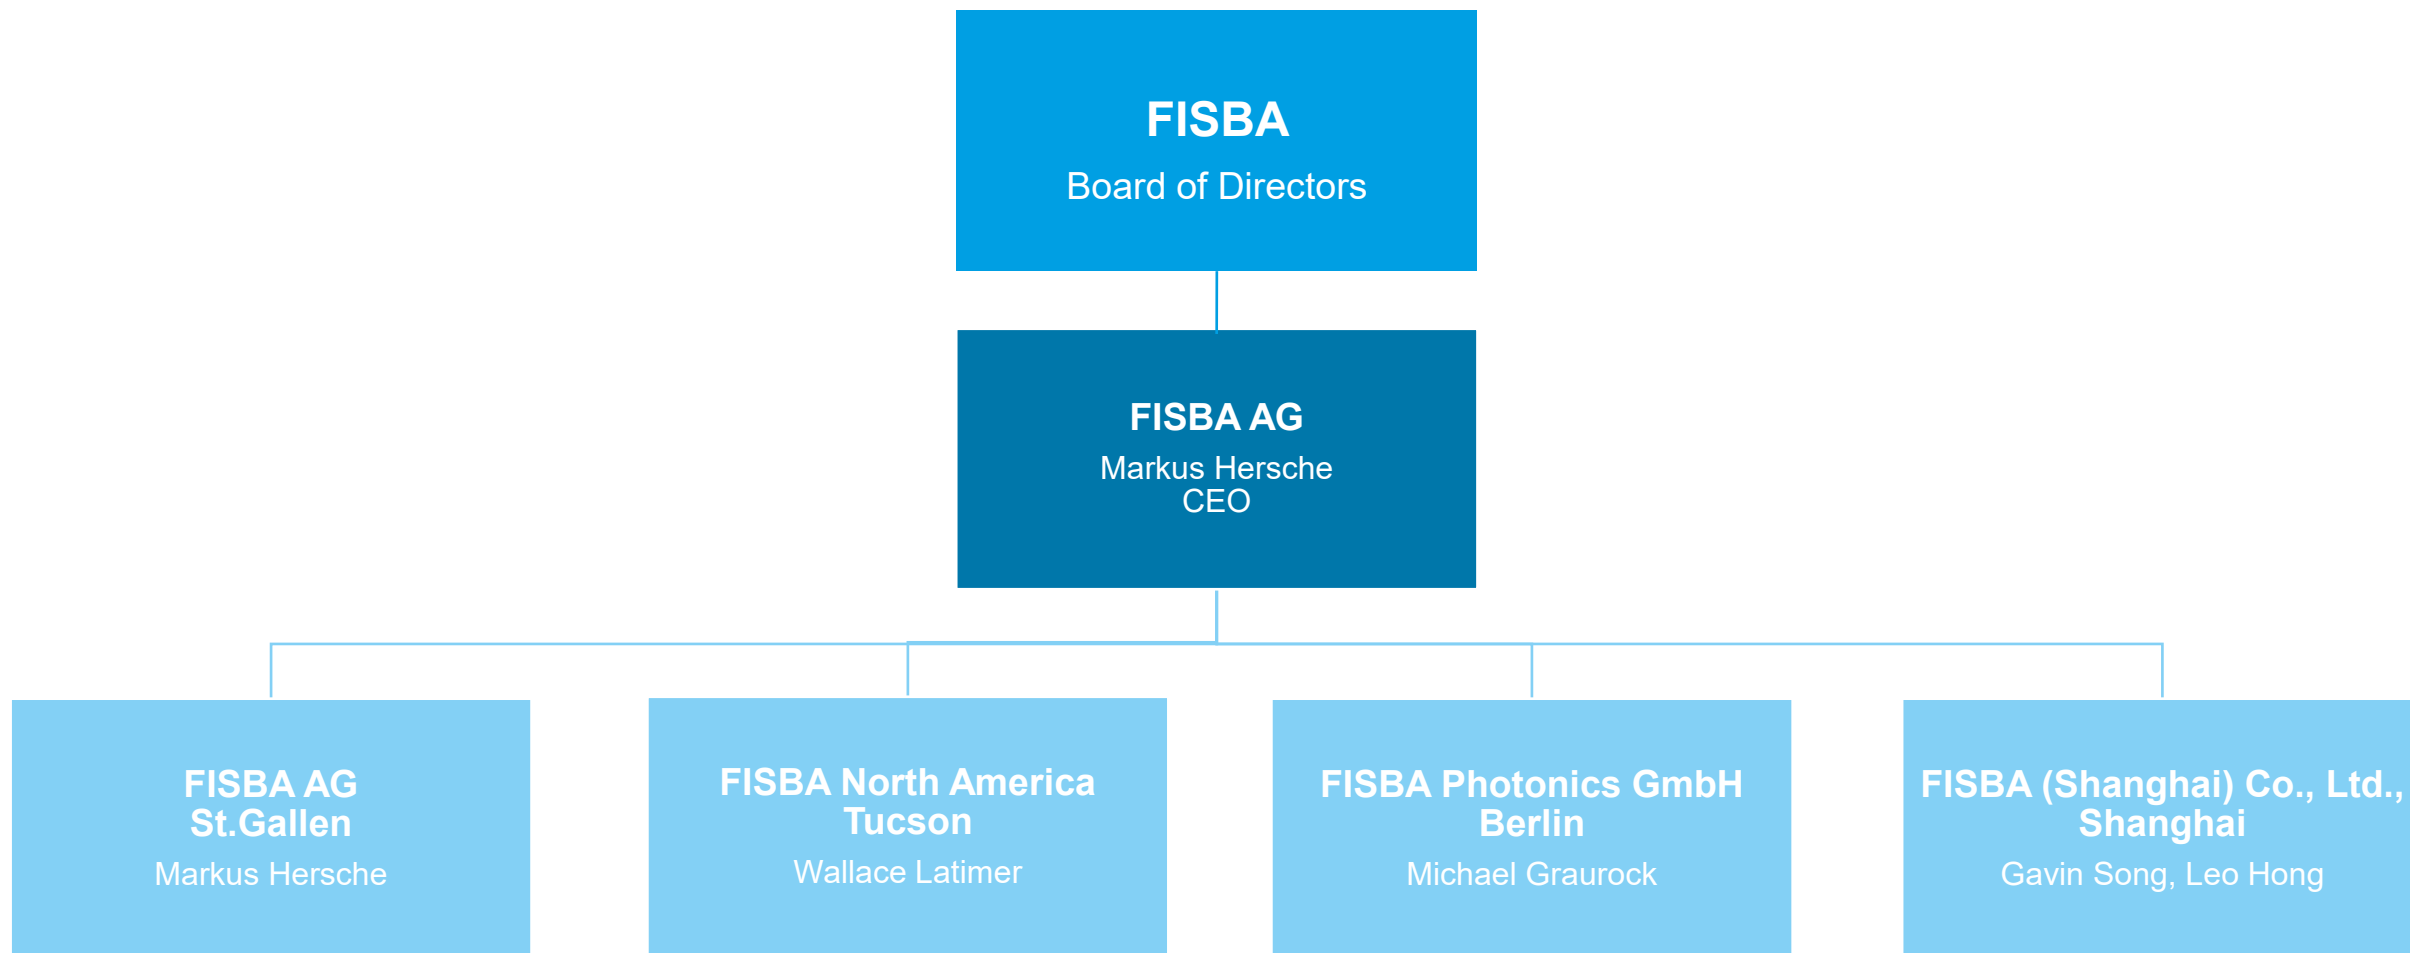 FISBA
Board of Directors
FISBA AG
Markus Hersche
CEO
FISBA AG
St.Gallen
Markus Hersche
FISBA North America
Tucson
Wallace Latimer
FISBA Photonics GmbH
Berlin
Michael Graurock
FISBA (Shanghai) Co., Ltd.,
Shanghai
Gavin Song, Leo Hong